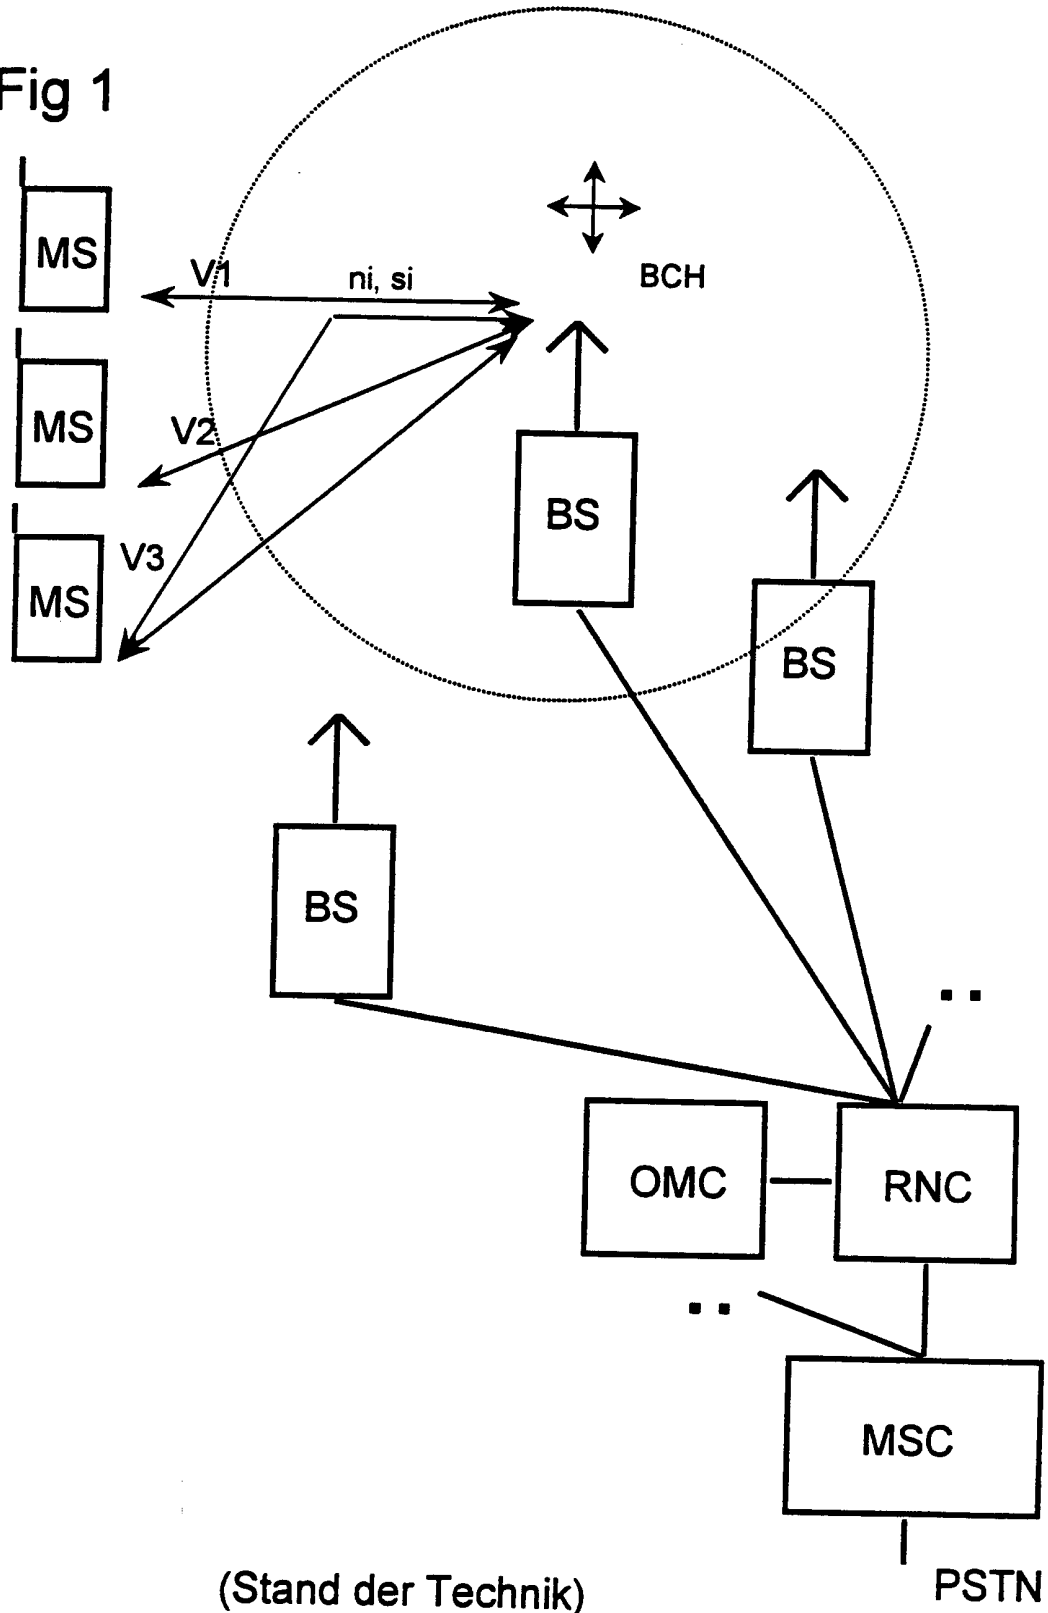 Fig 1
MS
V1
ni, si
BCH
MS
V2
BS
V3
MS
BS
BS
..
OMC
RNC
..
MSC
PSTN
(Stand der Technik)